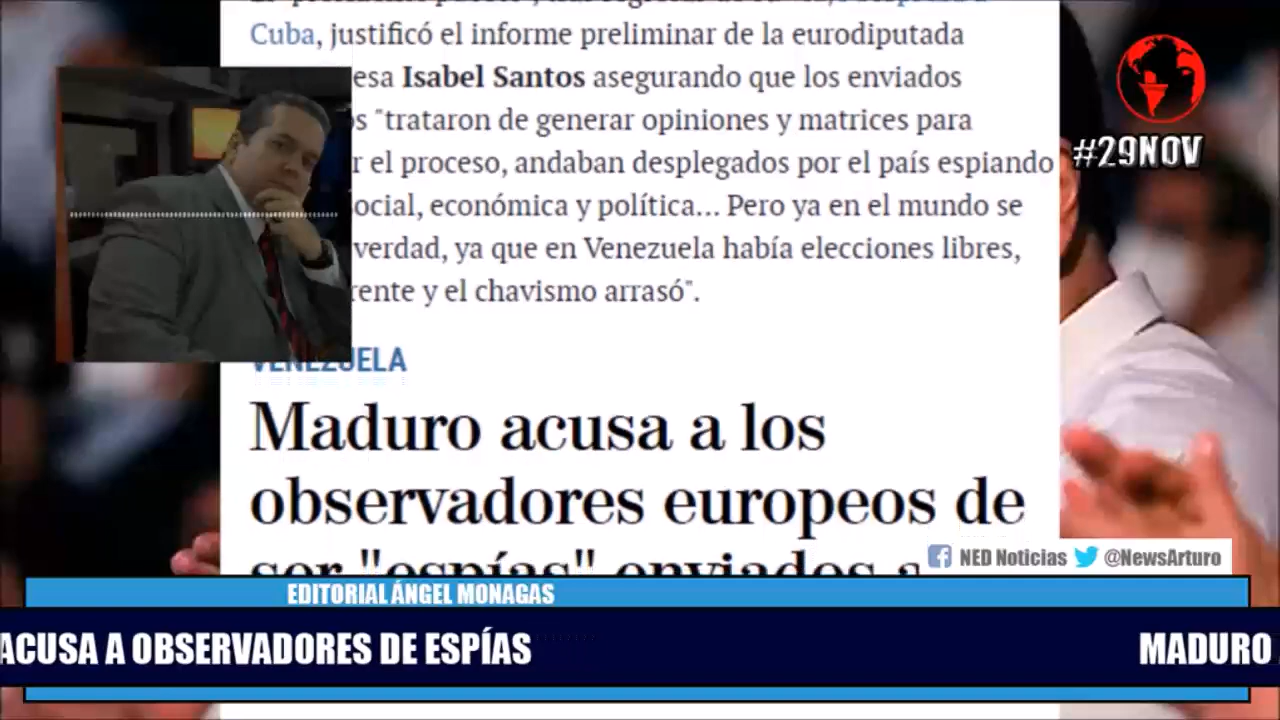 Cuba, justificó el informe preliminar de la eurodiputada
esa Isabel Santos asegurando que los enviados
s "trataron de generar opiniones y matrices para
r el proceso, andaban desplegados por el país espiando
ocial, económica y política... Pero ya en el mundo se
verdad, ya que en Venezuela había elecciones libres,
rente y el chavismo arrasó".
#29NOV
VENEZUELA
Maduro acusa a los
observadores europeos de
ser "espías" enviados a
NED Noticias @NewsArturo
EDITORIAL ÁNGEL MONAGAS
ACUSA A OBSERVADORES DE ESPÍAS
MADURO